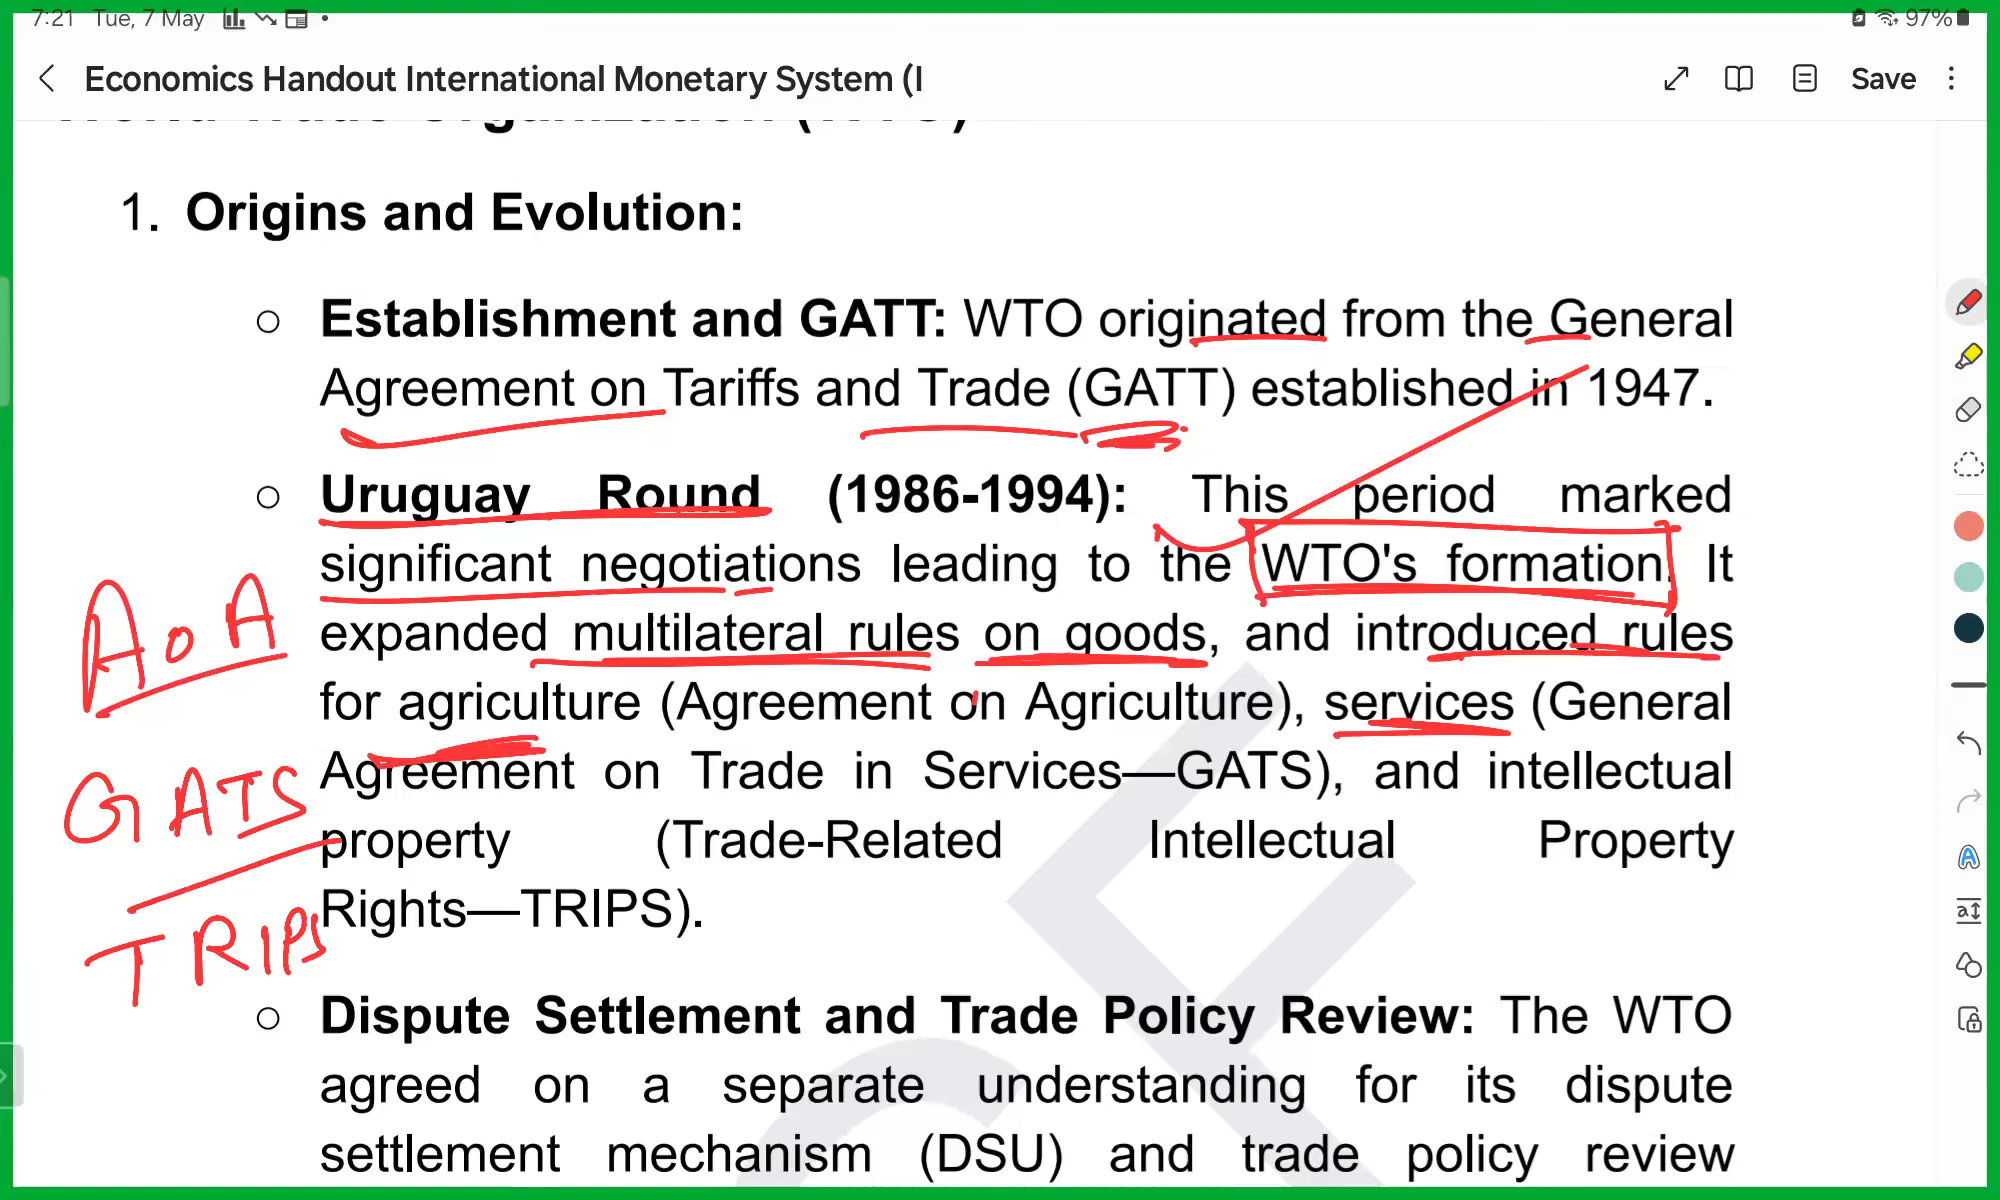 7:21 Tue, 7 May 97%
Economics Handout International Monetary System (I
Save
World Trade Organization (WTO)
1. Origins and Evolution:
Establishment and GATT: WTO originated from the General
Agreement on Tariffs and Trade (GATT) established in 1947.
Uruguay Round (1986-1994): This period marked
significant negotiations leading to the WTO's formation. It
expanded multilateral rules on goods, and introduced rules
AOA
for agriculture (Agreement on Agriculture), services (General
GATS
Agreement on Trade in Services—GATS), and intellectual
property (Trade-Related Intellectual Property
TRIPS
Rights—TRIPS).
Dispute Settlement and Trade Policy Review: The WTO
agreed on a separate understanding for its dispute
settlement mechanism (DSU) and trade policy review